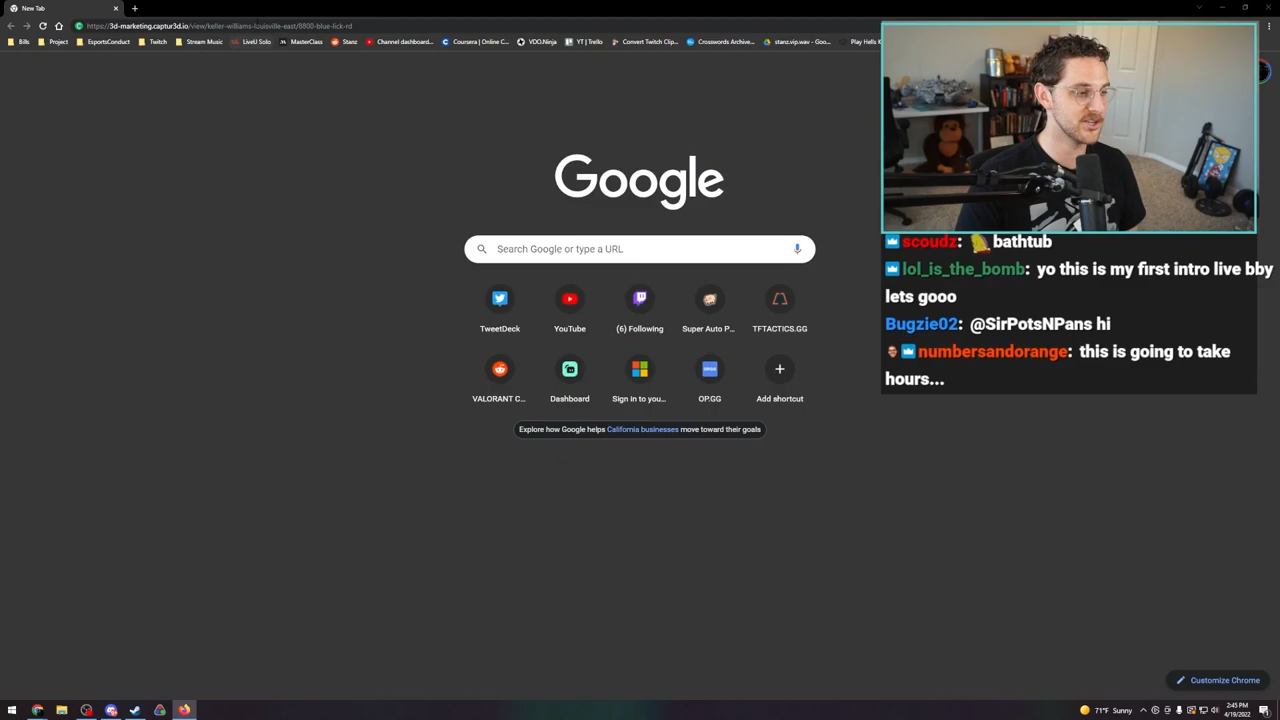 New Tab
https://3d-marketing.captur3d.io/view/keller-williams-louisville-east/8800-blue-lick-rd
Bills Project EsportsConduct Twitch Stream Music LiveU Solo MasterClass Stanz Channel dashboard... Coursera | Online C... VDO.Ninja YT | Trello Convert Twitch Clip... Crosswords Archive... stanz.vip.wav - Goo... Play Hells K
Google
Search Google or type a URL
TweetDeck YouTube (6) Following Super Auto P... TFTACTICS.GG
OP.GG
VALORANT C... Dashboard Sign in to you... OP.GG Add shortcut
Explore how Google helps California businesses move toward their goals
scoudz: bathtub
lol_is_the_bomb: yo this is my first intro live bby
lets gooo
Bugzie02: @SirPotsNPans hi
numbersandorange: this is going to take
hours...
Customize Chrome
71°F Sunny 2:45 PM
4/19/2022